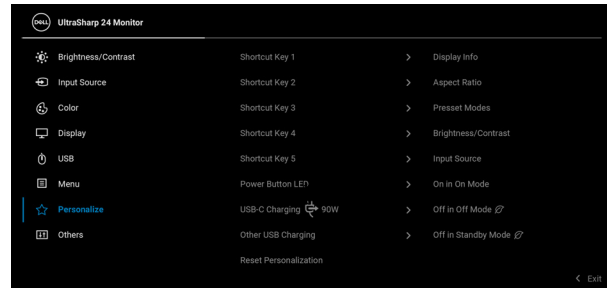 DELL UltraSharp 24 Monitor
Brightness/Contrast Shortcut Key 1 > Display Info
Input Source Shortcut Key 2 > Aspect Ratio
Color Shortcut Key 3 > Presset Modes
Display Shortcut Key 4 > Brightness/Contrast
USB Shortcut Key 5 > Input Source
Menu Power Button LED > On in On Mode
Personalize USB-C Charging 90W > Off in Off Mode
Others Other USB Charging > Off in Standby Mode
Reset Personalization
< Exit